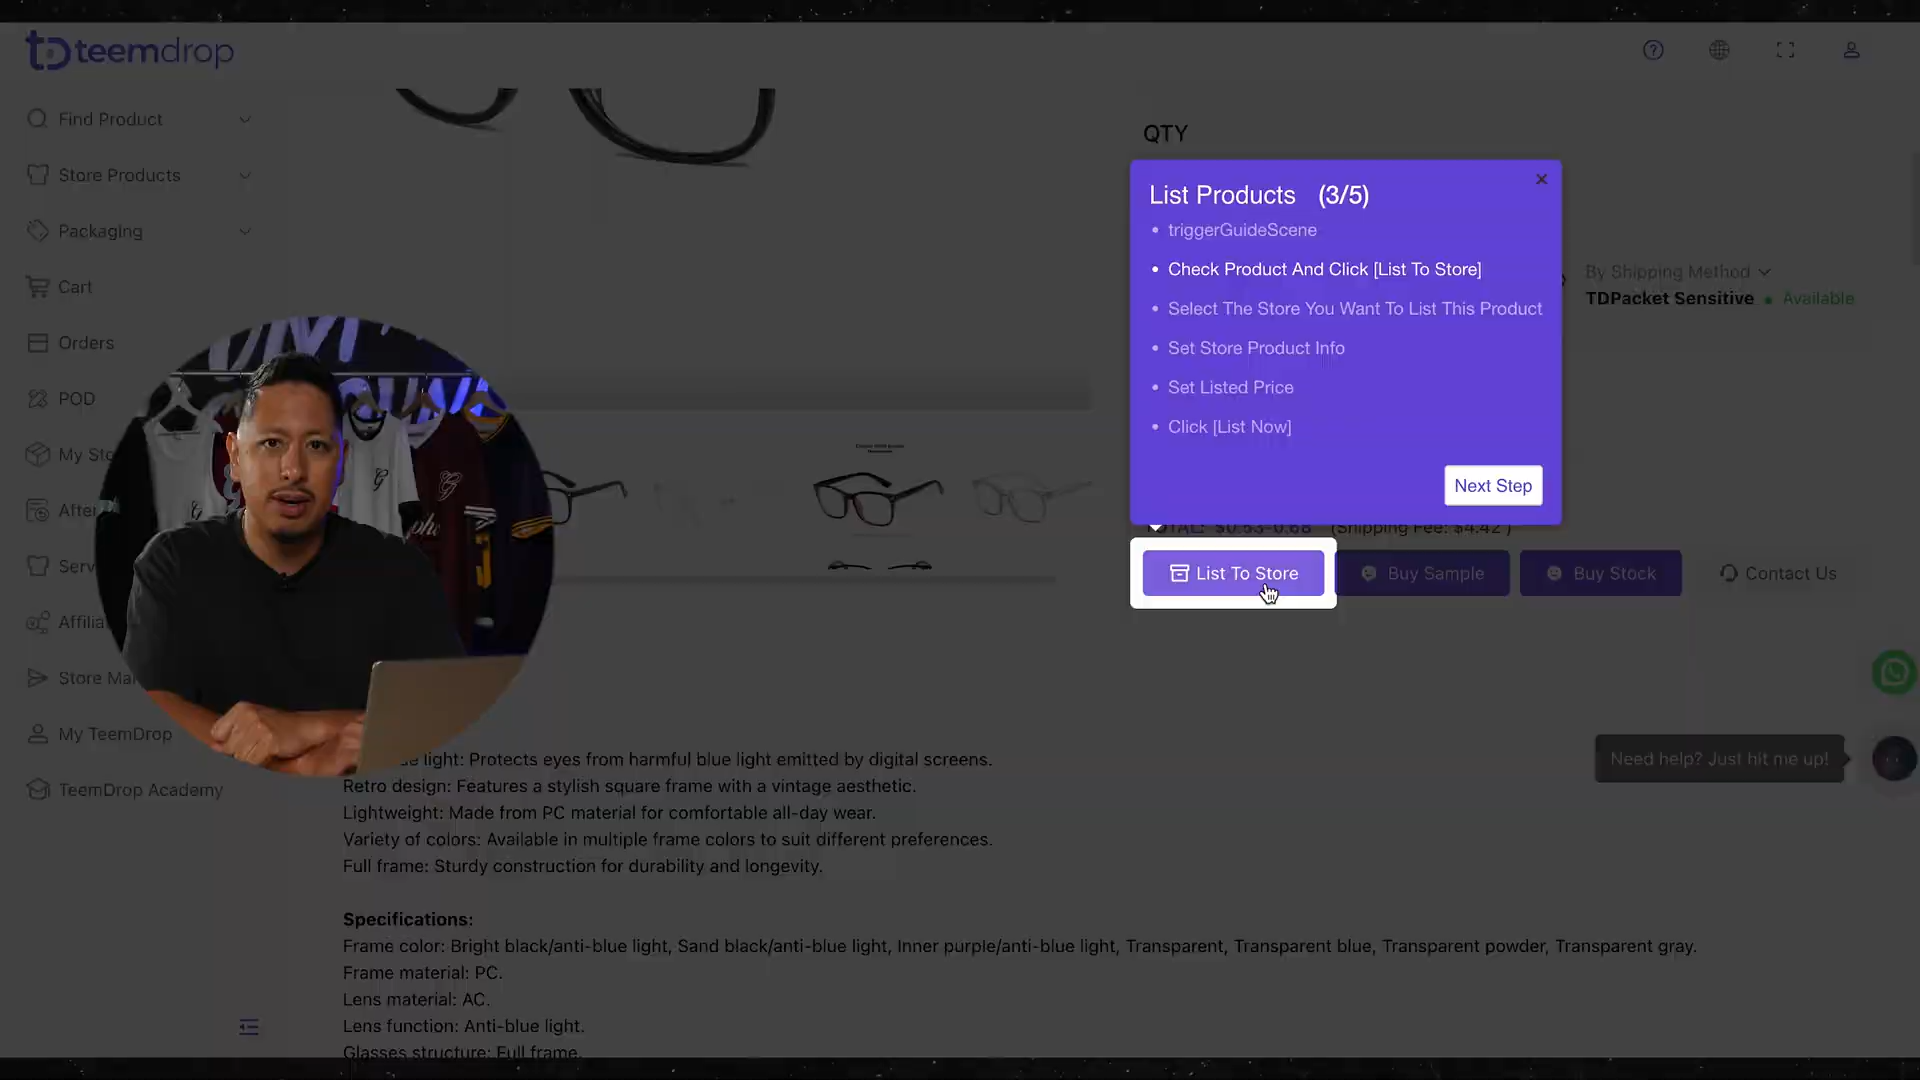 teemdrop
Find Product
Store Products
Packaging
Cart
Orders
POD
My Sto
After
Serv
Affilia
Store Mar
My TeemDrop
TeemDrop Academy
QTY
List Products (3/5)
• triggerGuideScene
• Check Product And Click [List To Store]
• Select The Store You Want To List This Product
• Set Store Product Info
• Set Listed Price
• Click [List Now]
Next Step
By Shipping Method
TDPacket Sensitive • Available
TOTAL: $0.53-0.68 (Shipping Fee: $4.42 )
List To Store
Buy Sample
Buy Stock
Contact Us
Need help? Just hit me up!
light: Protects eyes from harmful blue light emitted by digital screens.
Retro design: Features a stylish square frame with a vintage aesthetic.
Lightweight: Made from PC material for comfortable all-day wear.
Variety of colors: Available in multiple frame colors to suit different preferences.
Full frame: Sturdy construction for durability and longevity.
Specifications:
Frame color: Bright black/anti-blue light, Sand black/anti-blue light, Inner purple/anti-blue light, Transparent, Transparent blue, Transparent powder, Transparent gray.
Frame material: PC.
Lens material: AC.
Lens function: Anti-blue light.
Glasses structure: Full frame.